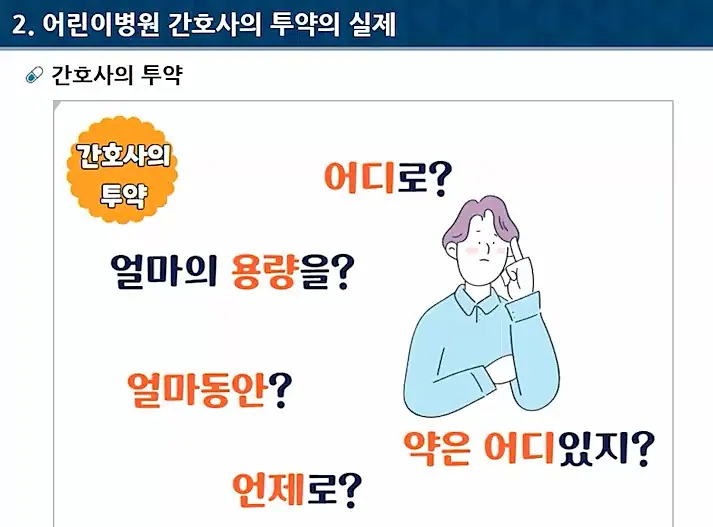 2. 어린이병원 간호사의 투약의 실제
간호사의 투약
간호사의
투약
어디로?
얼마의 용량을?
얼마동안?
약은 어디있지?
언제로?